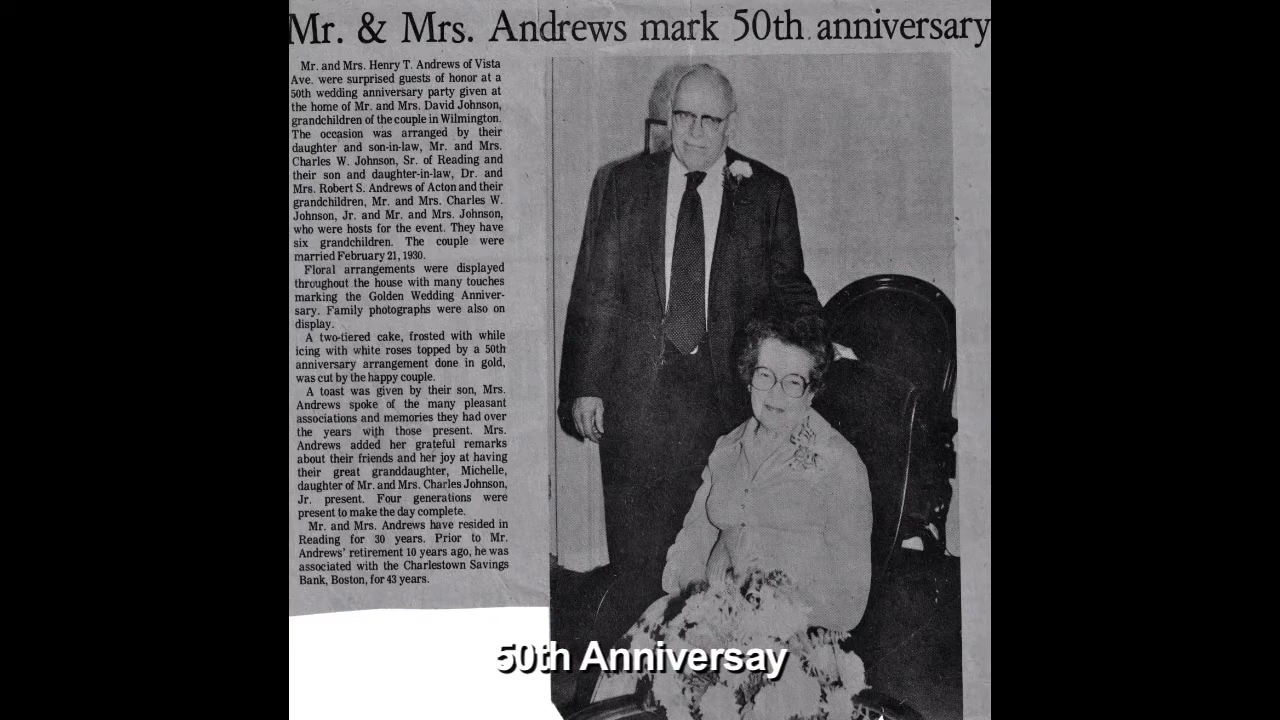 Mr. & Mrs. Andrews mark 50th anniversary
Mr. and Mrs. Henry T. Andrews of Vista
Ave. were surprised guests of honor at a
50th wedding anniversary party given at
the home of Mr. and Mrs. David Johnson,
grandchildren of the couple in Wilmington.
The occasion was arranged by their
daughter and son-in-law, Mr. and Mrs.
Charles W. Johnson, Sr. of Reading and
their son and daughter-in-law, Dr. and
Mrs. Robert S. Andrews of Acton and their
grandchildren, Mr. and Mrs. Charles W.
Johnson, Jr. and Mr. and Mrs. Johnson,
who were hosts for the event. They have
six grandchildren. The couple were
married February 21, 1930.
Floral arrangements were displayed
throughout the house with many touches
marking the Golden Wedding Anniver-
sary. Family photographs were also on
display.
A two-tiered cake, frosted with while
icing with white roses topped by a 50th
anniversary arrangement done in gold,
was cut by the happy couple.
A toast was given by their son, Mrs.
Andrews spoke of the many pleasant
associations and memories they had over
the years with those present. Mrs.
Andrews added her grateful remarks
about their friends and her joy at having
their great granddaughter, Michelle,
daughter of Mr. and Mrs. Charles Johnson,
Jr. present. Four generations were
present to make the day complete.
Mr. and Mrs. Andrews have resided in
Reading for 30 years. Prior to Mr.
Andrews' retirement 10 years ago, he was
associated with the Charlestown Savings
Bank, Boston, for 43 years.
50th Anniversay